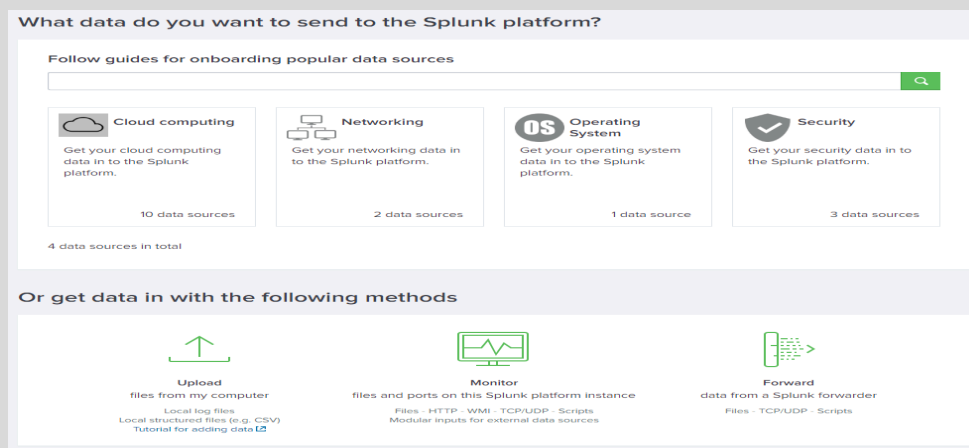 What data do you want to send to the Splunk platform?
Follow guides for onboarding popular data sources
Cloud computing
Get your cloud computing
data in to the Splunk
platform.
10 data sources
Networking
Get your networking data in
to the Splunk platform.
2 data sources
OS
Operating
System
Get your operating system
data in to the Splunk
platform.
1 data source
Security
Get your security data in to
the Splunk platform.
3 data sources
4 data sources in total
Or get data in with the following methods
Upload
files from my computer
Local log files
Local structured files (e.g. CSV)
Tutorial for adding data
Monitor
files and ports on this Splunk platform instance
Files - HTTP - WMI - TCP/UDP - Scripts
Modular inputs for external data sources
Forward
data from a Splunk forwarder
Files - TCP/UDP - Scripts